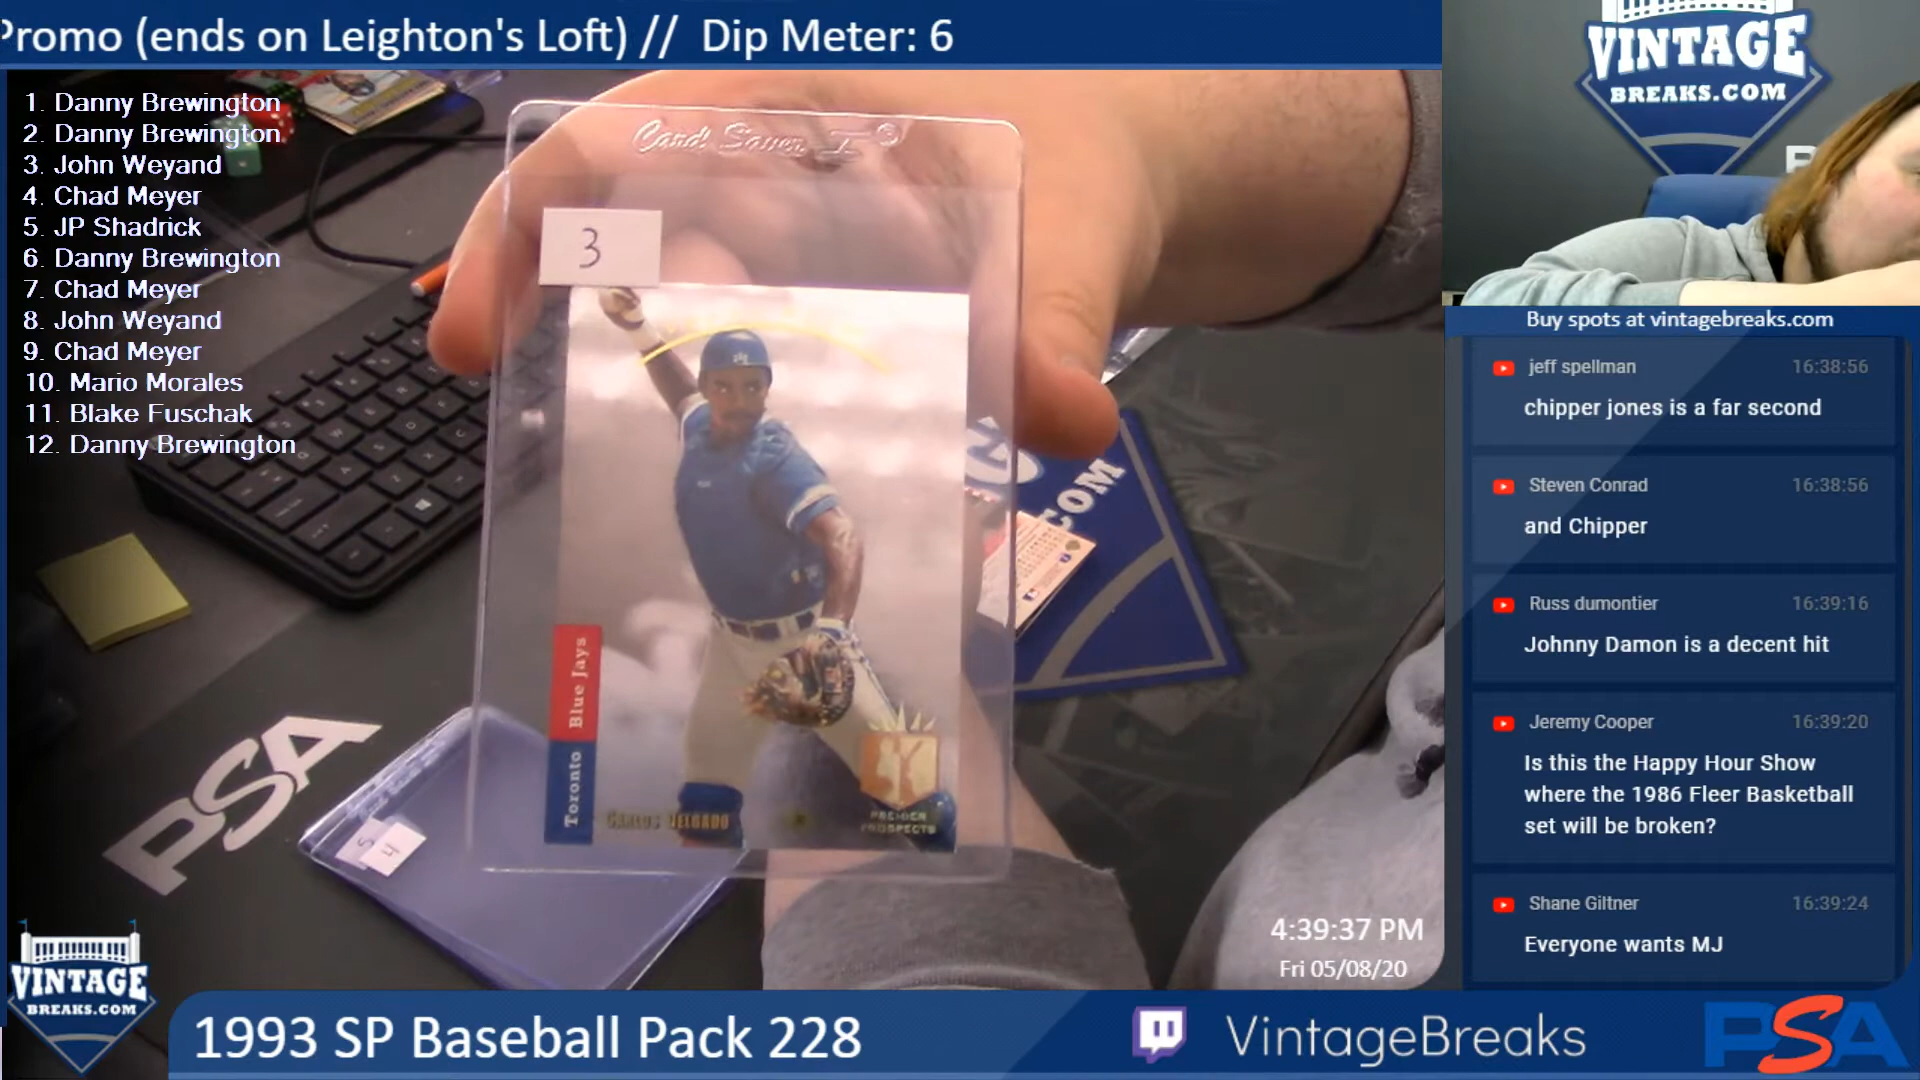 Promo (ends on Leighton's Loft) // Dip Meter: 6
1. Danny Brewington
2. Danny Brewington
3. John Weyand
4. Chad Meyer
5. JP Shadrick
6. Danny Brewington
7. Chad Meyer
8. John Weyand
9. Chad Meyer
10. Mario Morales
11. Blake Fuschak
12. Danny Brewington
Card Saver I
3
Toronto Blue Jays
CARLOS DELGADO
PREMIER
PROSPECTS
G
.COM
PSA
5
4
VINTAGE
BREAKS.COM
4:39:37 PM
Fri 05/08/20
VINTAGE
BREAKS.COM
Buy spots at vintagebreaks.com
jeff spellman 16:38:56
chipper jones is a far second
Steven Conrad 16:38:56
and Chipper
Russ dumontier 16:39:16
Johnny Damon is a decent hit
Jeremy Cooper 16:39:20
Is this the Happy Hour Show
where the 1986 Fleer Basketball
set will be broken?
Shane Giltner 16:39:24
Everyone wants MJ
1993 SP Baseball Pack 228
VintageBreaks
PSA